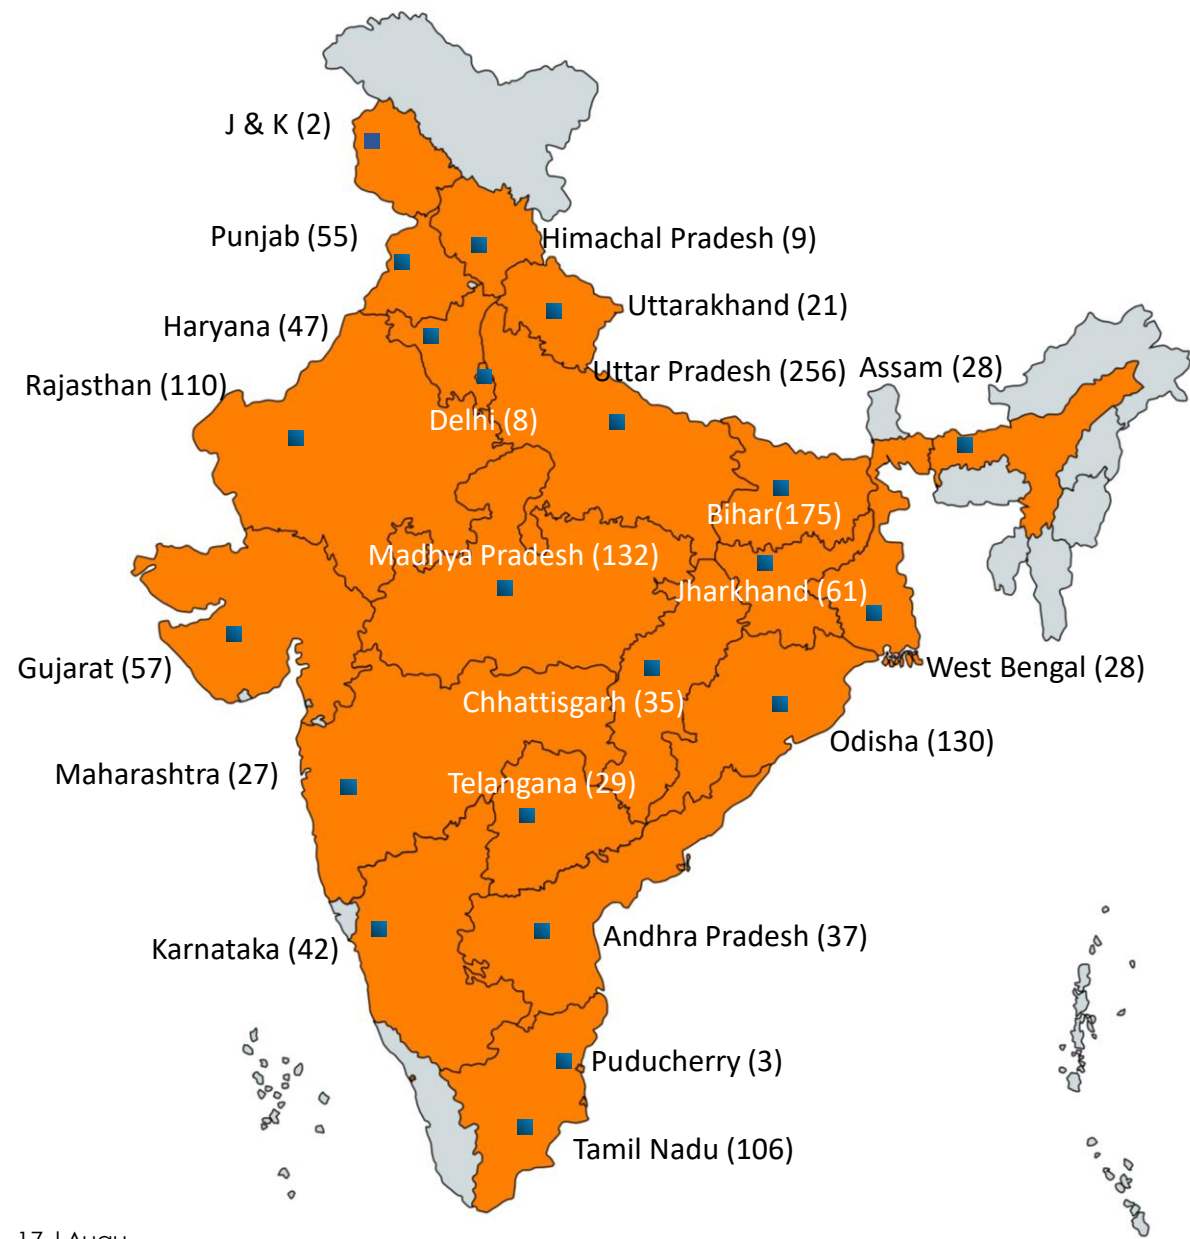 J & K (2)
Punjab (55)
Himachal Pradesh (9)
Uttarakhand (21)
Haryana (47)
Uttar Pradesh (256)
Assam (28)
Rajasthan (110)
Delhi (8)
Bihar(175)
Madhya Pradesh (132)
Jharkhand (61)
Gujarat (57)
West Bengal (28)
Chhattisgarh (35)
Odisha (130)
Maharashtra (27)
Telangana (29)
Andhra Pradesh (37)
Karnataka (42)
Puducherry (3)
Tamil Nadu (106)